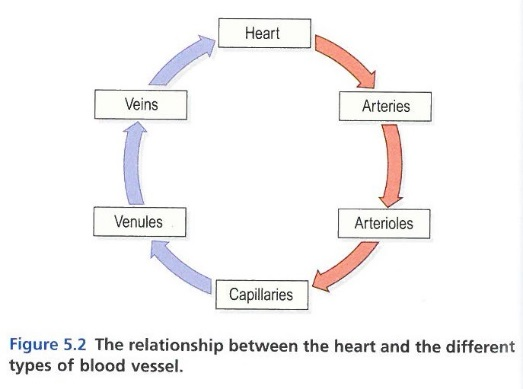 Heart
Arteries
Arterioles
Capillaries
Venules
Veins
Figure 5.2 The relationship between the heart and the different
types of blood vessel.